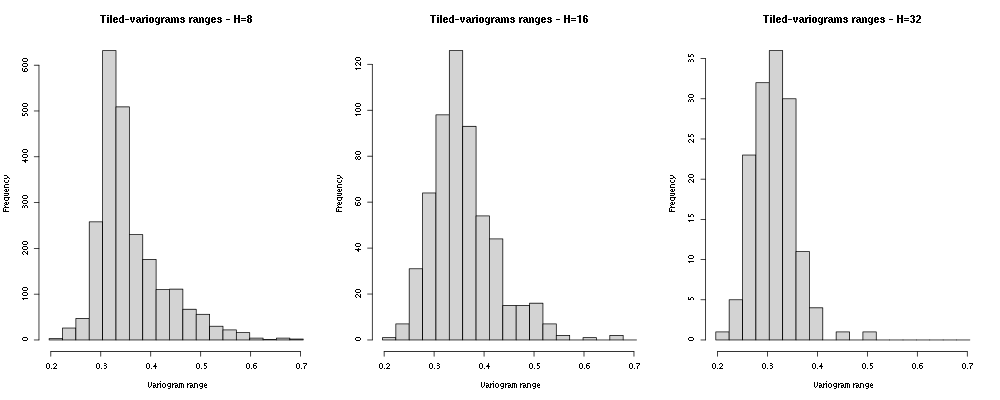 Tiled-variograms ranges - H=8
Tiled-variograms ranges - H=16
Tiled-variograms ranges - H=32
Frequency
0 100 200 300 400 500 600
0.2 0.3 0.4 0.5 0.6 0.7
Variogram range
Frequency
0 20 40 60 80 100 120
0.2 0.3 0.4 0.5 0.6 0.7
Variogram range
Frequency
0 5 10 15 20 25 30 35
0.2 0.3 0.4 0.5 0.6 0.7
Variogram range